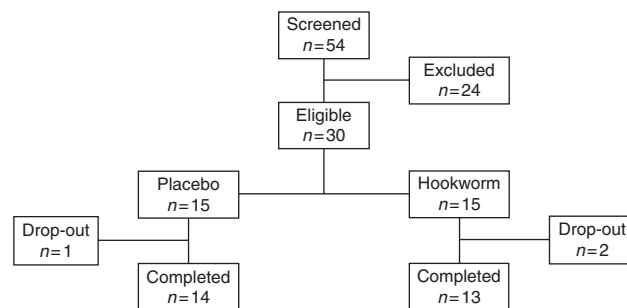 Screened
n=54
Excluded
n=24
Eligible
n=30
Placebo
n=15
Hookworm
n=15
Drop-out
n=1
Drop-out
n=2
Completed
n=14
Completed
n=13